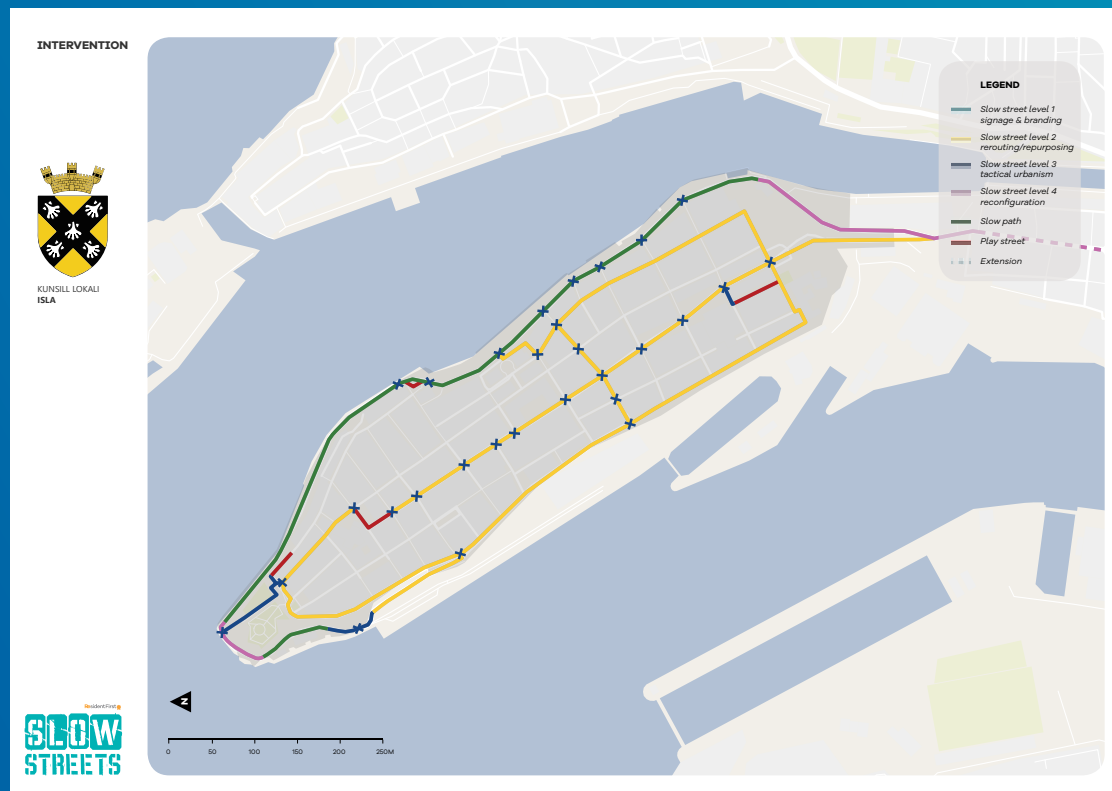 INTERVENTION
KUNSILL LOKALI
ISLA
LEGEND
Slow street level 1
signage & branding
Slow street level 2
rerouting/repurposing
Slow street level 3
tactical urbanism
Slow street level 4
reconfiguration
Slow path
Play street
Extension
N
0 50 100 150 200 250M
ResidentFirst
SLOW
STREETS